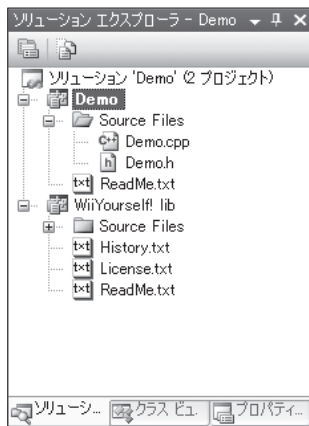 ソリューション エクスプローラ - Demo
ソリューション 'Demo' (2 プロジェクト)
Demo
Source Files
Demo.cpp
Demo.h
ReadMe.txt
WiiYourself! lib
Source Files
History.txt
License.txt
ReadMe.txt
ソリューシ... クラス ビュ. プロパティ...